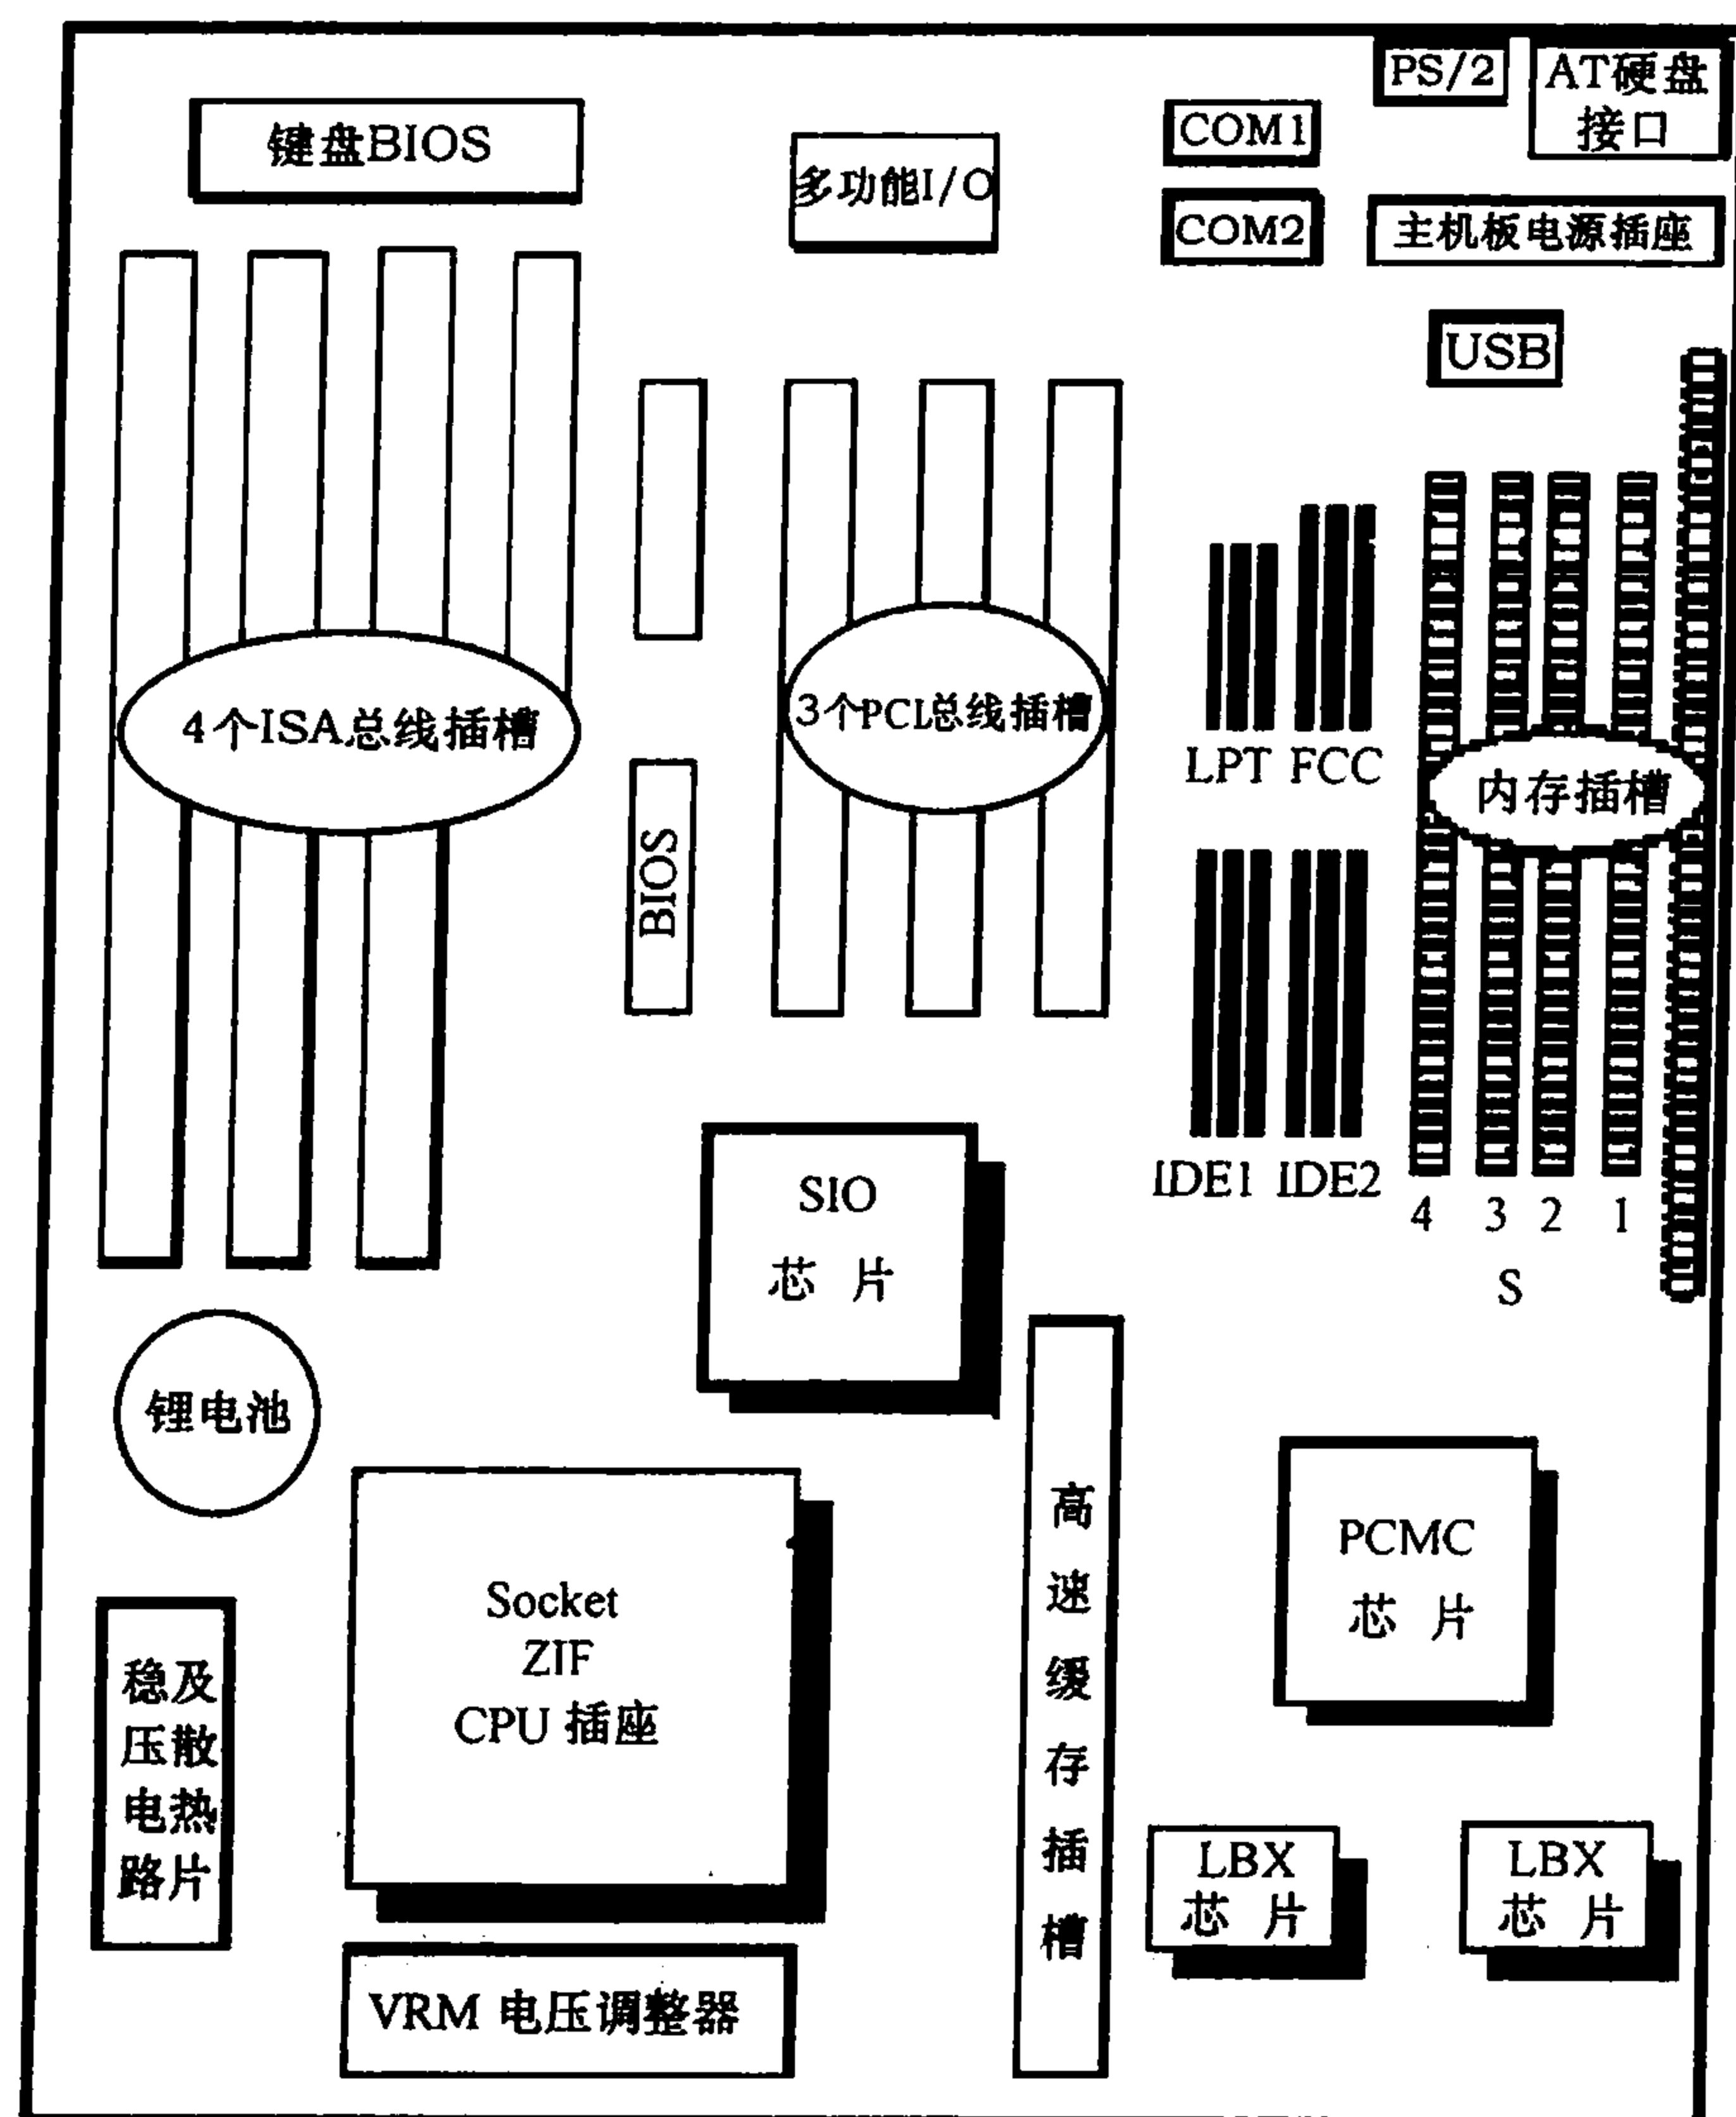 PS/2
AT硬盘
接口
键盘BIOS
多功能I/O
COM1
COM2
主机板电源插座
USB
4个ISA总线插槽
3个PCI总线插槽
LPT FCC
内存插槽
BIOS
IDE1 IDE2
4 3 2 1
S
SIO
芯 片
锂电池
高速缓存插槽
PCMC
芯 片
Socket
ZIF
CPU 插座
稳及
压散
电热
路片
LBX
芯 片
LBX
芯 片
VRM 电压调整器